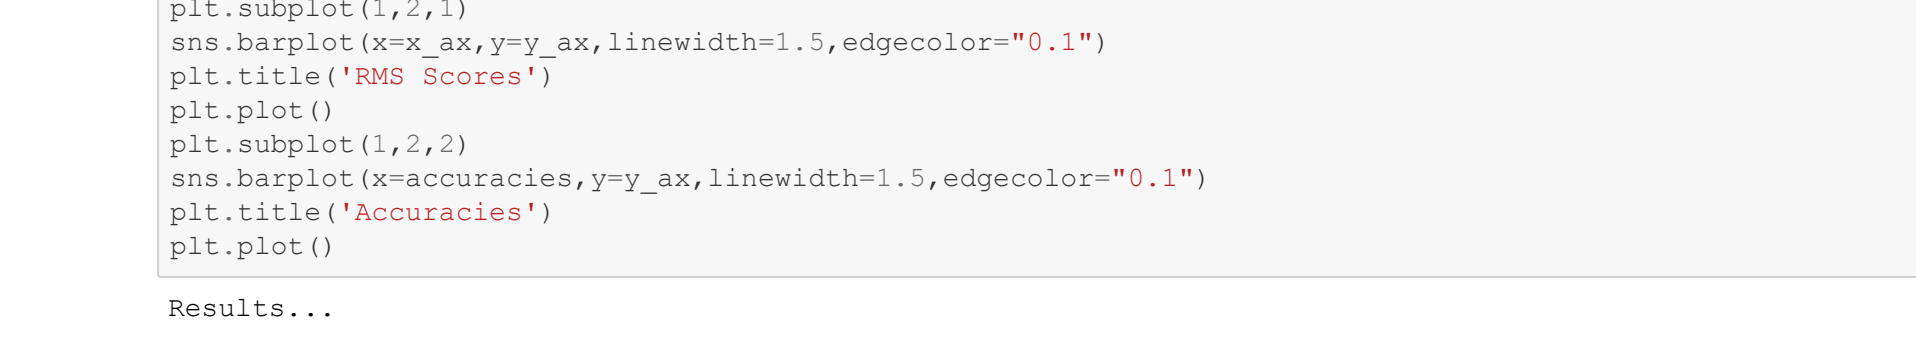 plt.subplot(1,2,1)
sns.barplot(x=x_ax,y=y_ax,linewidth=1.5,edgecolor="0.1")
plt.title('RMS Scores')
plt.plot()
plt.subplot(1,2,2)
sns.barplot(x=accuracies,y=y_ax,linewidth=1.5,edgecolor="0.1")
plt.title('Accuracies')
plt.plot()
Results...